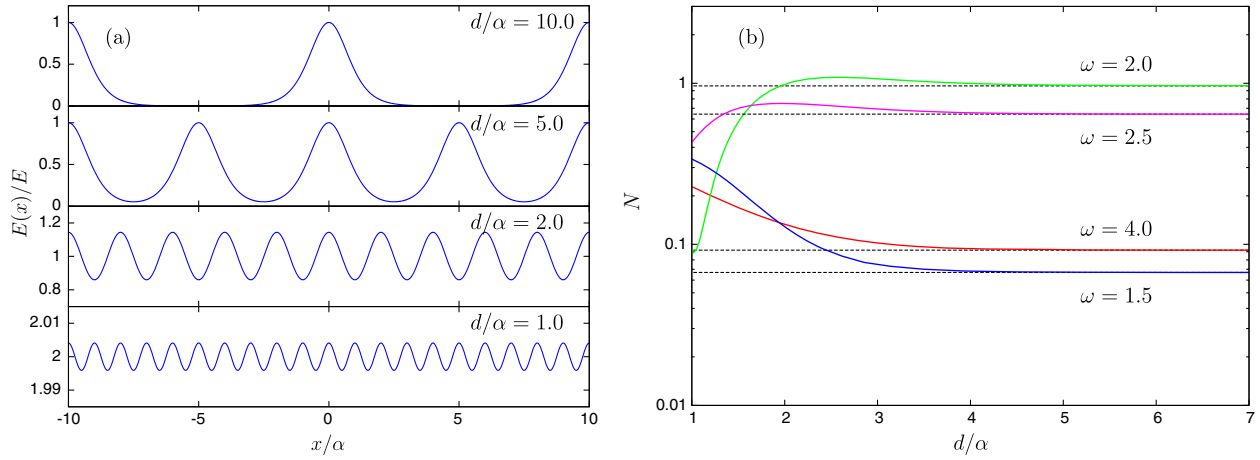 (a)
d/α = 10.0
1
0.5
0
d/α = 5.0
1
0.5
0
d/α = 2.0
1.2
1
0.8
d/α = 1.0
2.01
2
1.99
E(x)/E
-10
-5
0
5
10
x/α
(b)
N
1
0.1
0.01
ω = 2.0
ω = 2.5
ω = 4.0
ω = 1.5
1
2
3
4
5
6
7
d/α